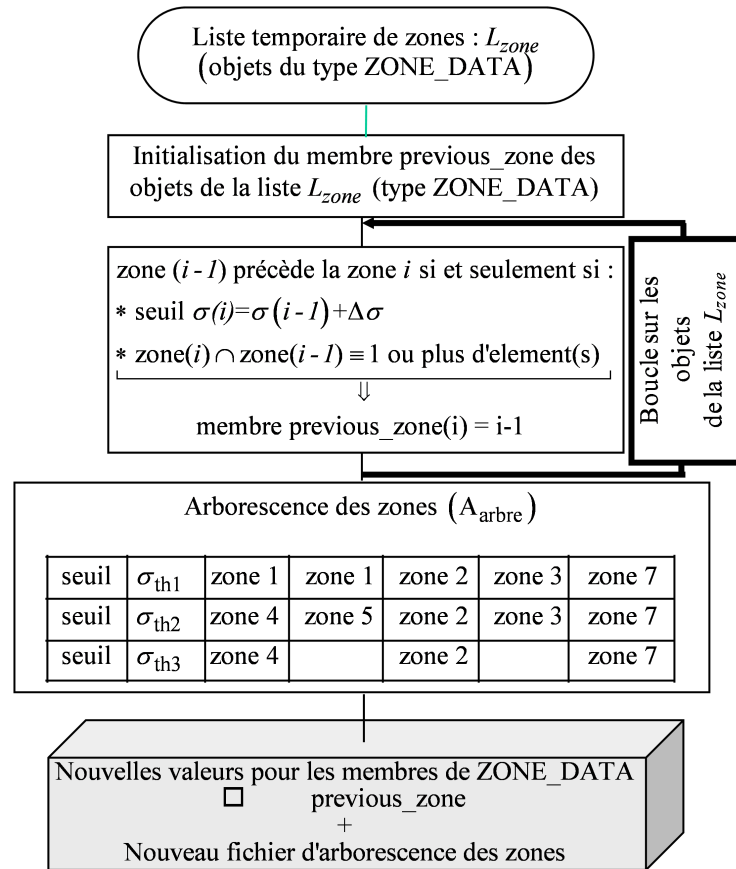 Liste temporaire de zones : L_zone
(objets du type ZONE_DATA)
Initialisation du membre previous_zone des
objets de la liste L_zone (type ZONE_DATA)
zone (i-1) précède la zone i si et seulement si :
* seuil σ(i)=σ(i-1)+Δσ
* zone(i)∩zone(i-1)≡1 ou plus d'element(s)
⇓
membre previous_zone(i) = i-1
Boucle sur les
objets
de la liste L_zone
Arborescence des zones (A_arbre)
seuil σ_th1 zone 1 zone 1 zone 2 zone 3 zone 7
seuil σ_th2 zone 4 zone 5 zone 2 zone 3 zone 7
seuil σ_th3 zone 4 zone 2 zone 7
Nouvelles valeurs pour les membres de ZONE_DATA
□ previous_zone
+
Nouveau fichier d'arborescence des zones